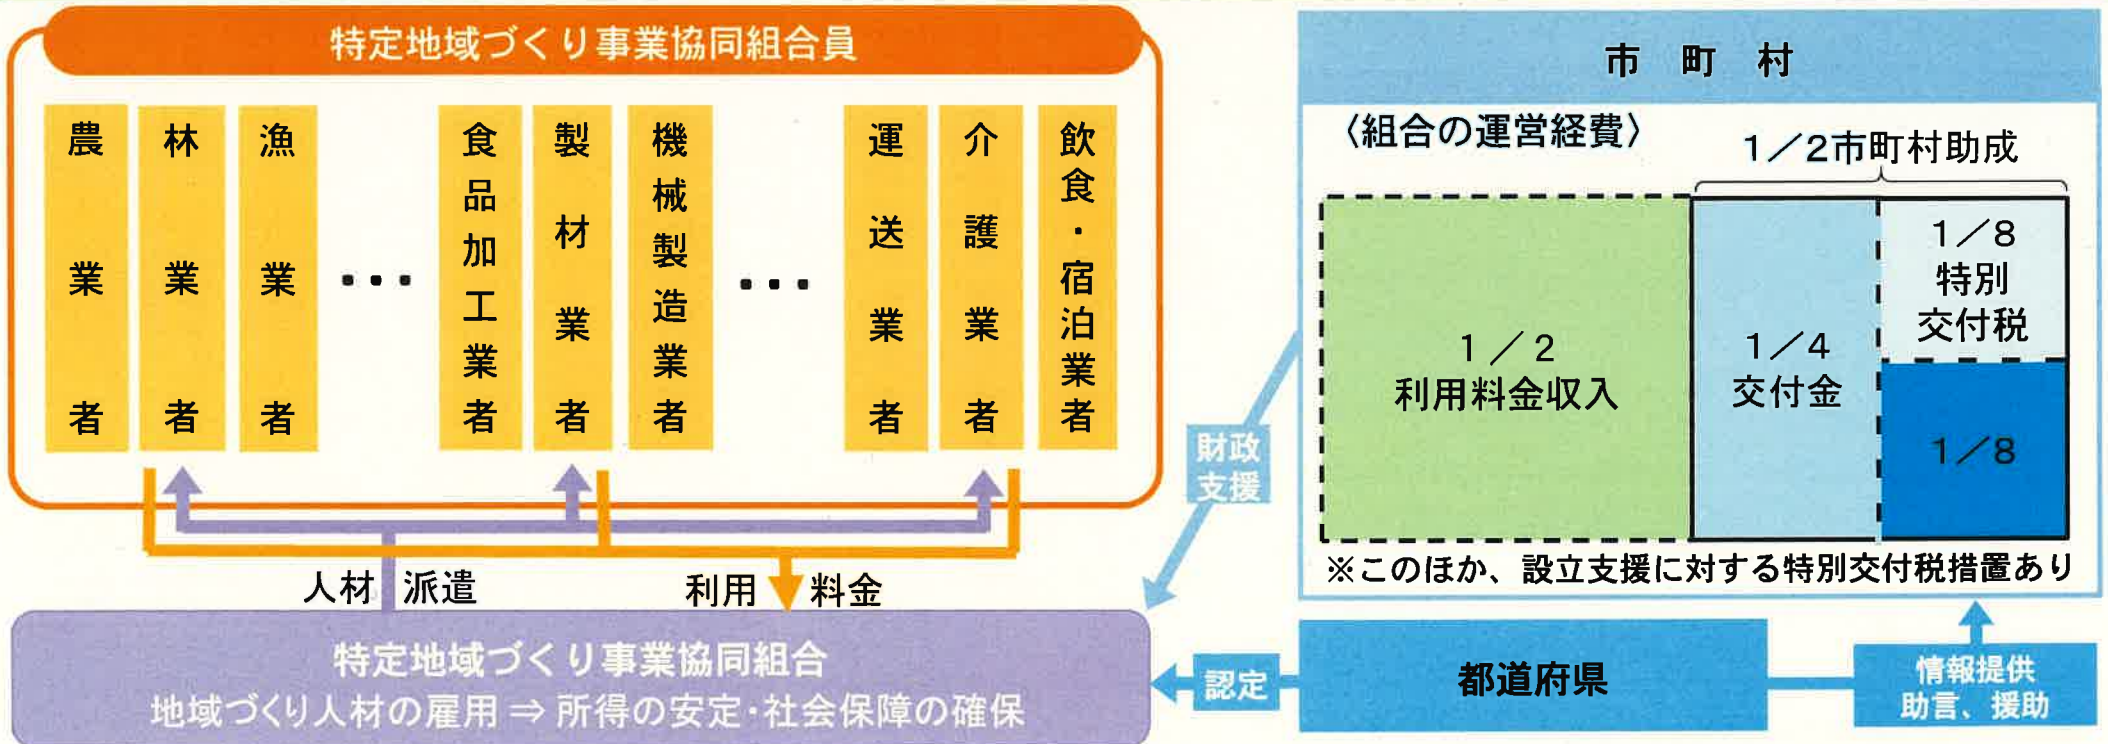 特定地域づくり事業協同組合員
農業者
林業者
漁業者
･･･
食品加工業者
製材業者
機械製造業者
･･･
運送業者
介護業者
飲食・宿泊業者
人材派遣
利用料金
特定地域づくり事業協同組合
地域づくり人材の雇用⇒所得の安定・社会保障の確保
市町村
〈組合の運営経費〉
1／2市町村助成
1／2
利用料金収入
1／4
交付金
1／8
特別
交付税
1／8
※このほか、設立支援に対する特別交付税措置あり
財政
支援
認定
都道府県
情報提供
助言、援助